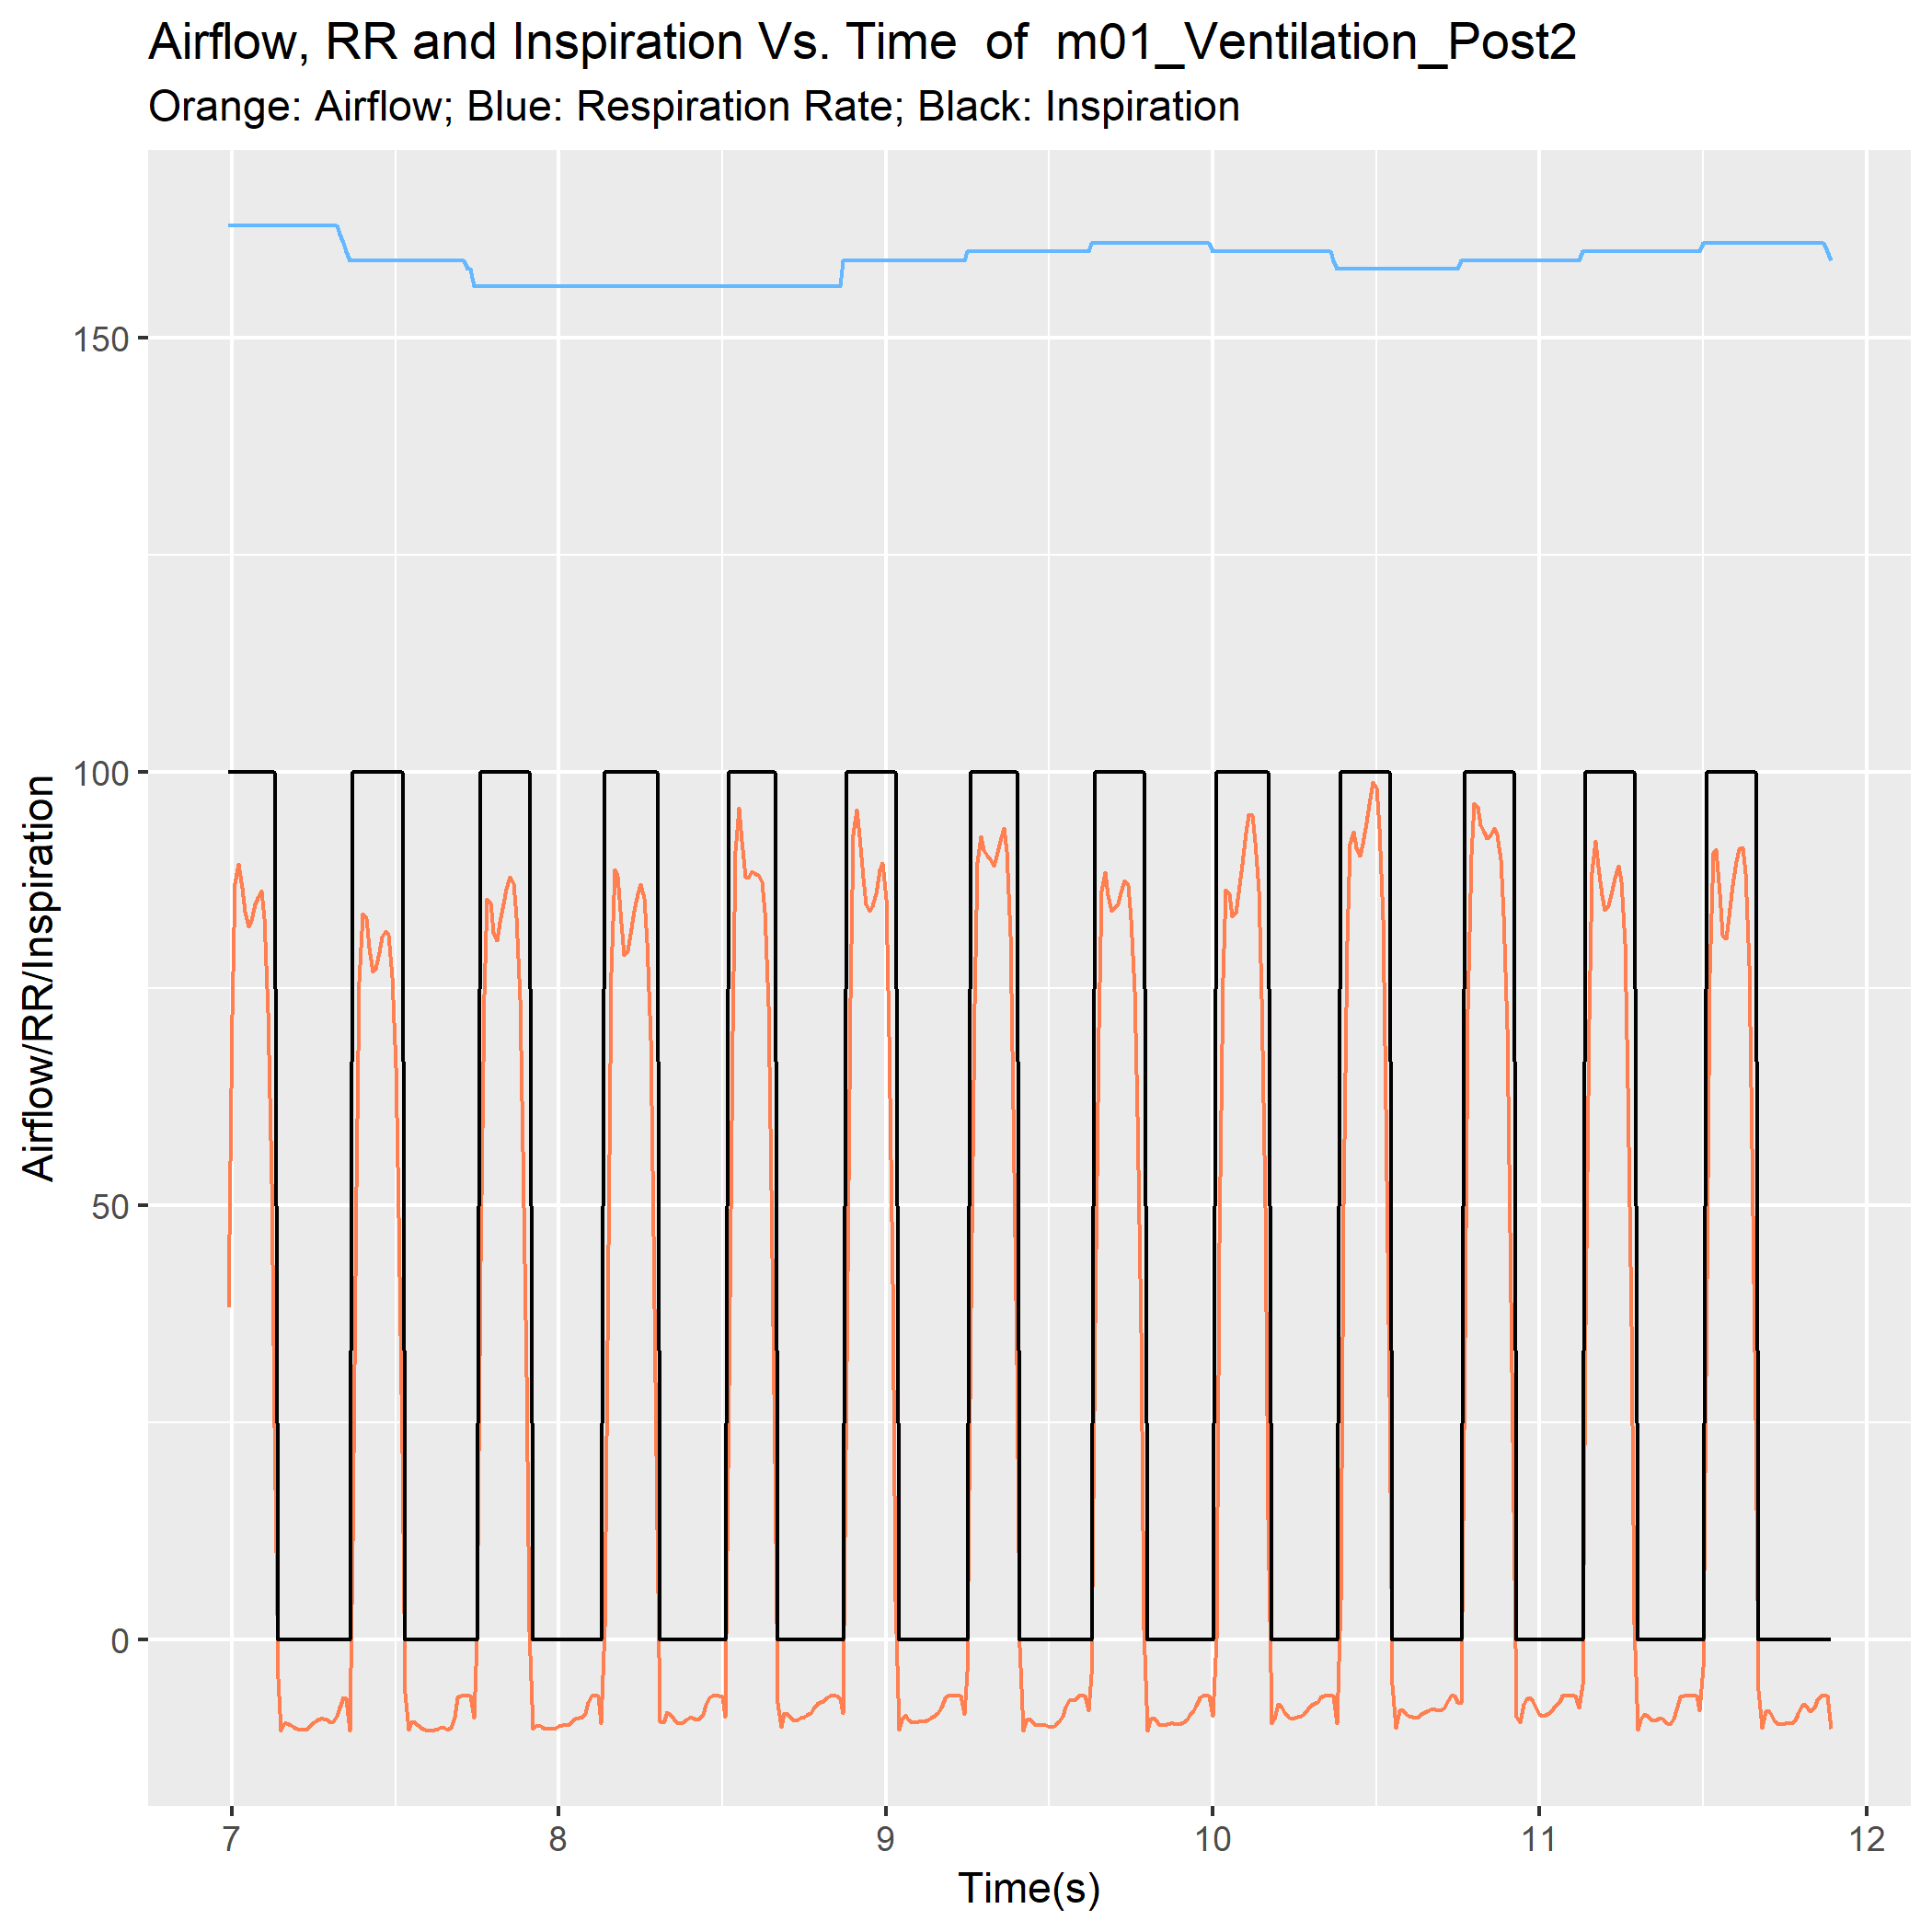 Airflow, RR and Inspiration Vs. Time  of  m01_Ventilation_Post2
Orange: Airflow; Blue: Respiration Rate; Black: Inspiration
Airflow/RR/Inspiration
150
100
50
0
7 8 9 10 11 12
Time(s)